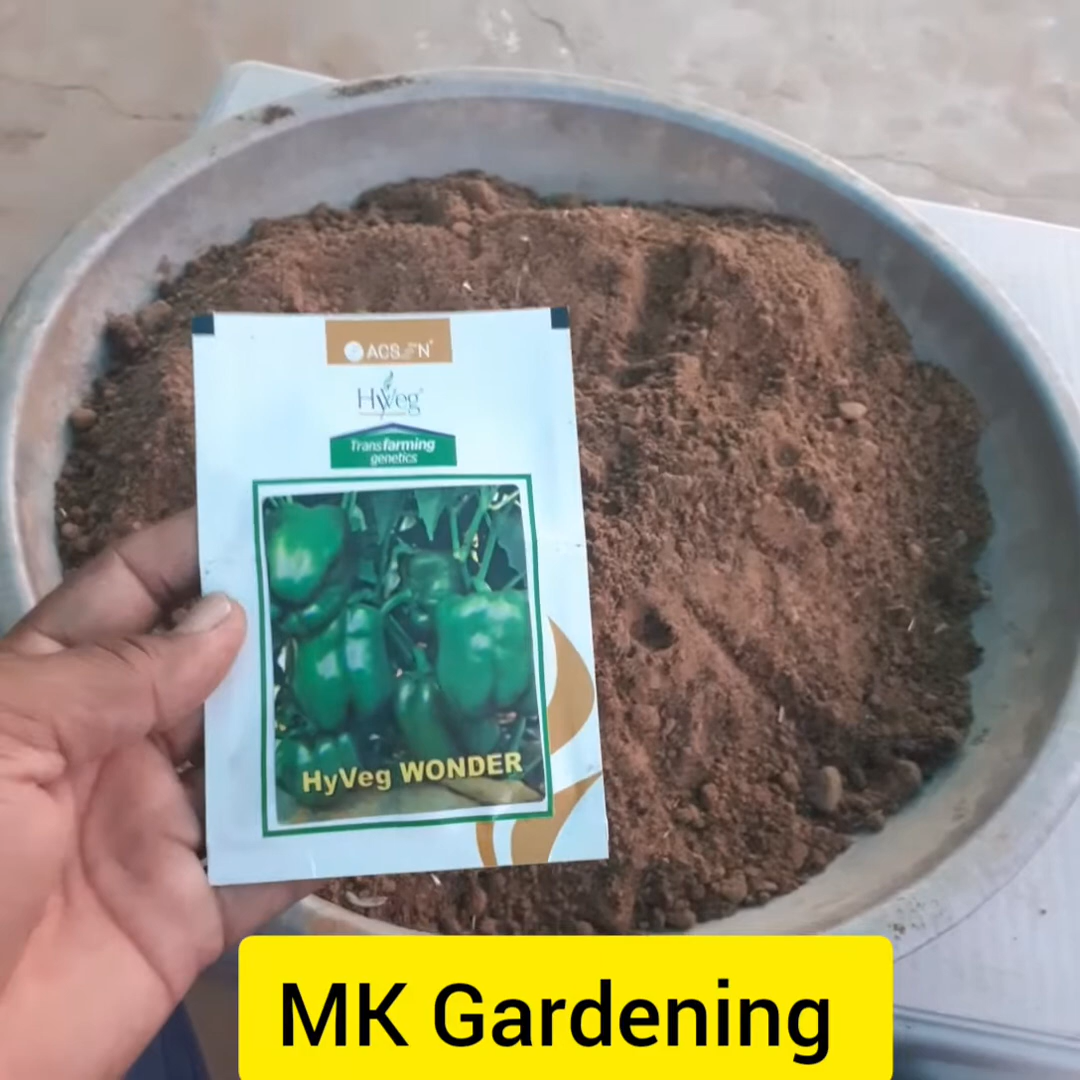 ACSEN
HyVeg
Transfarming
genetics
HyVeg WONDER
MK Gardening